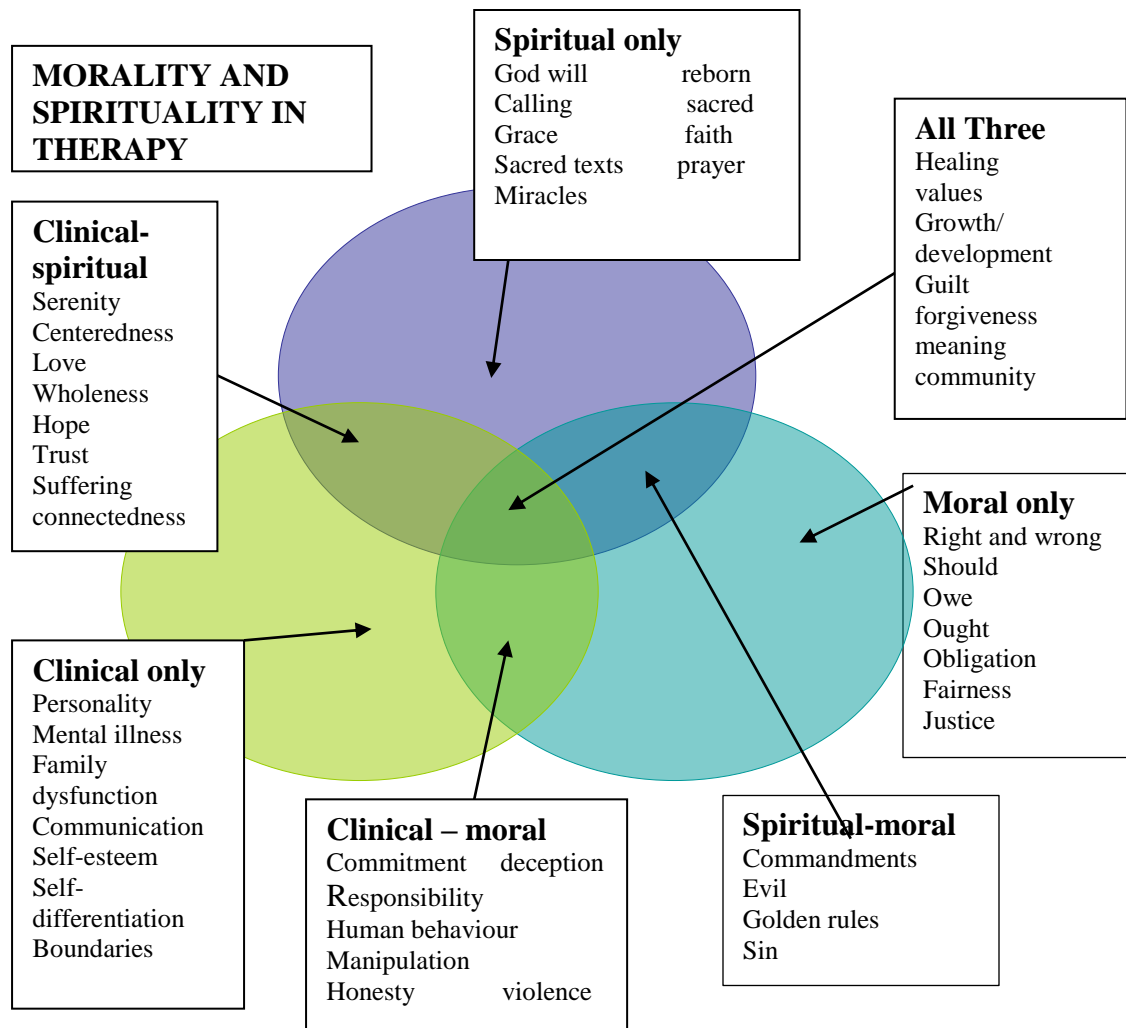 MORALITY AND
SPIRITUALITY IN
THERAPY
Spiritual only
God will reborn
Calling sacred
Grace faith
Sacred texts prayer
Miracles
All Three
Healing
values
Growth/
development
Guilt
forgiveness
meaning
community
Clinical-
spiritual
Serenity
Centeredness
Love
Wholeness
Hope
Trust
Suffering
connectedness
Moral only
Right and wrong
Should
Owe
Ought
Obligation
Fairness
Justice
Clinical only
Personality
Mental illness
Family
dysfunction
Communication
Self-esteem
Self-
differentiation
Boundaries
Clinical – moral
Commitment deception
Responsibility
Human behaviour
Manipulation
Honesty violence
Spiritual-moral
Commandments
Evil
Golden rules
Sin